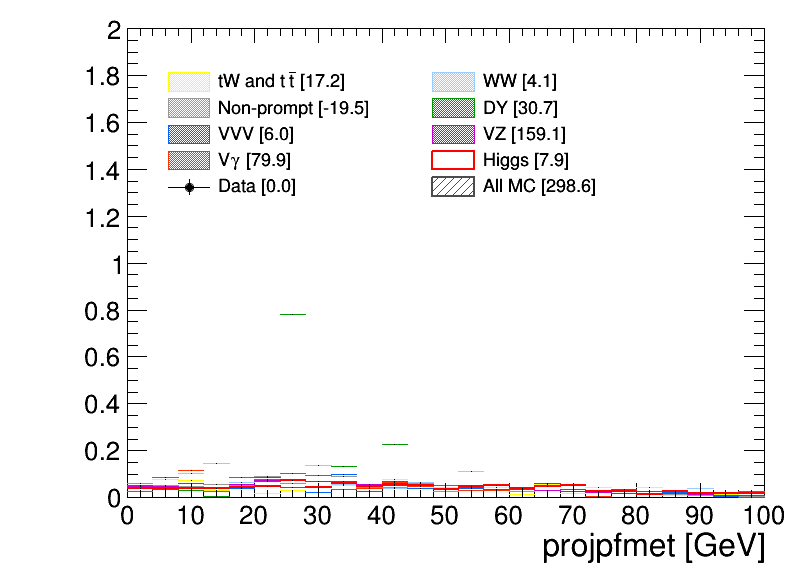 2
1.8
1.6
1.4
1.2
1
0.8
0.6
0.4
0.2
0
tW and t t̄ [17.2]
WW [4.1]
Non-prompt [-19.5]
DY [30.7]
VVV [6.0]
VZ [159.1]
Vγ [79.9]
Higgs [7.9]
Data [0.0]
All MC [298.6]
0 10 20 30 40 50 60 70 80 90 100
projpfmet [GeV]